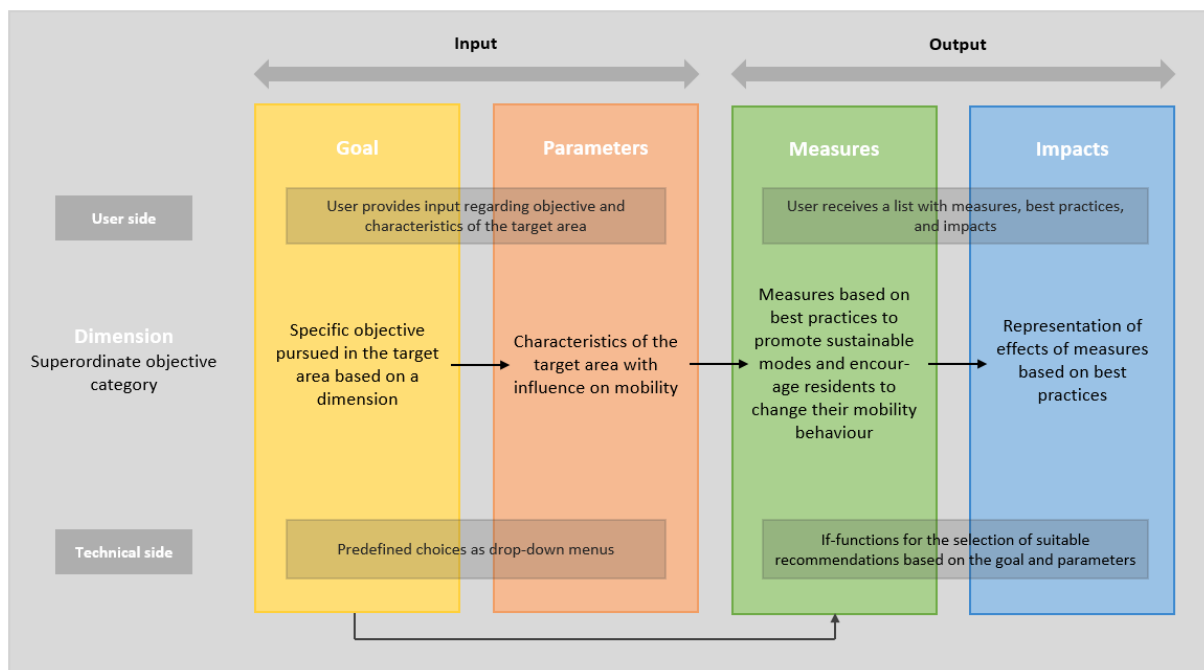 Input
Output
Goal
Parameters
Measures
Impacts
User side
User provides input regarding objective and
characteristics of the target area
User receives a list with measures, best practices,
and impacts
Dimension
Superordinate objective
category
Specific objective
pursued in the target
area based on a
dimension
Characteristics of the
target area with
influence on mobility
Measures based on
best practices to
promote sustainable
modes and encour-
age residents to
change their mobility
behaviour
Representation of
effects of measures
based on best
practices
Technical side
Predefined choices as drop-down menus
If-functions for the selection of suitable
recommendations based on the goal and parameters